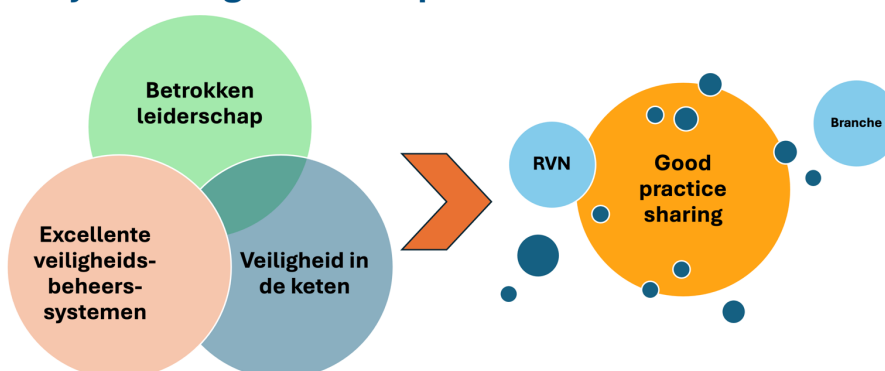 Betrokken
leiderschap
Excellente
veiligheids-
beheers-
systemen
Veiligheid in
de keten
RVN
Good
practice
sharing
Branche